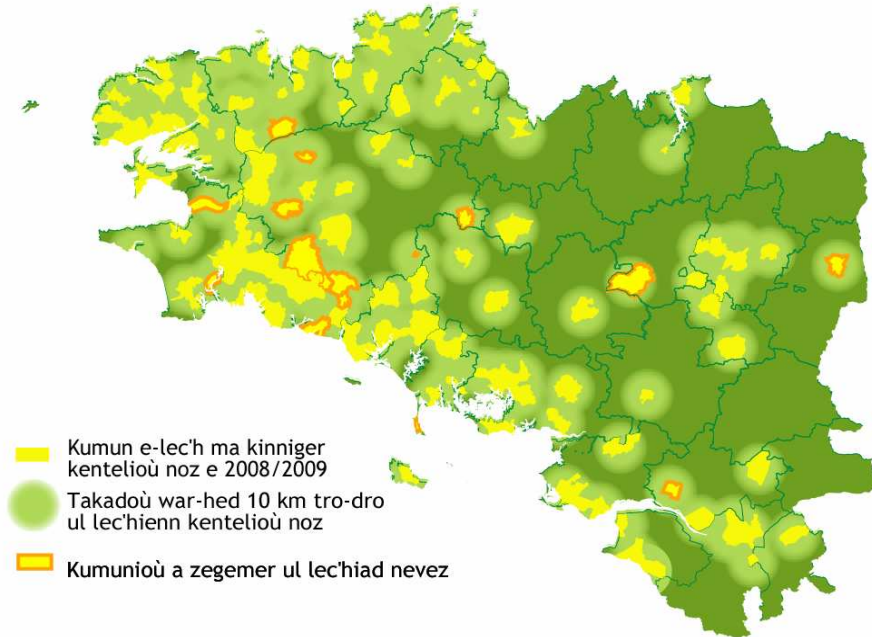 Kumun e-lec'h ma kinniger
kentelioù noz e 2008/2009
Takadoù war-hed 10 km tro-dro
ul lec'hienn kentelioù noz
Kumunioù a zegemer ul lec'hiad nevez